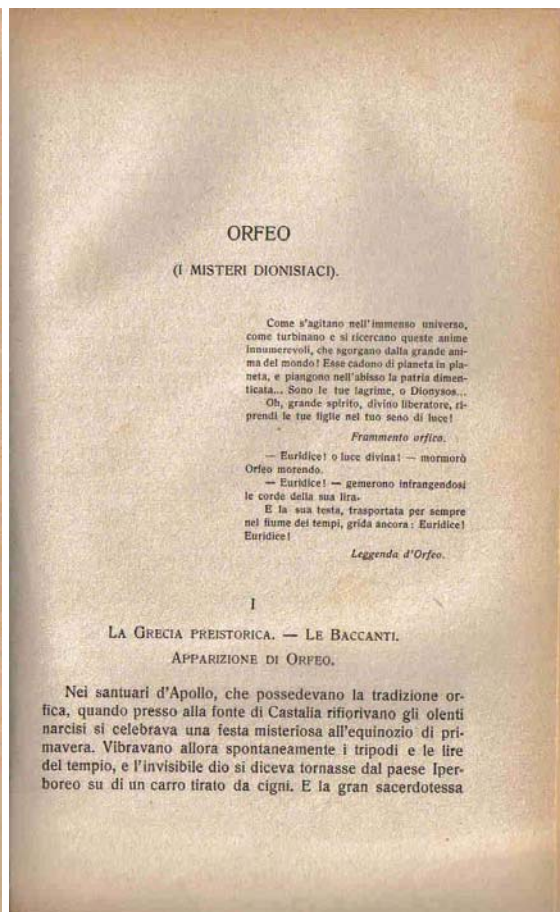 ORFEO
(I MISTERI DIONISIACI).
Come s'agitano nell'immenso universo,
come turbinano e si ricercano queste anime
innumerevoli, che sgorgano dalla grande ani-
ma del mondo! Esse cadono di pianeta in pia-
neta, e piangono nell'abisso la patria dimen-
ticata... Sono le tue lagrime, o Dionysos...
Oh, grande spirito, divino liberatore, ri-
prendi le tue figlie nel tuo seno di luce!
Frammento orfico.
— Euridice! o luce divina! — mormorò
Orfeo morendo.
— Euridice! — gemerono infrangendosi
le corde della sua lira.
E la sua testa, trasportata per sempre
nel fiume dei tempi, grida ancora: Euridice!
Euridice!
Leggenda d'Orfeo.
I
LA GRECIA PREISTORICA. — LE BACCANTI.
APPARIZIONE DI ORFEO.
Nei santuari d'Apollo, che possedevano la tradizione or-
fica, quando presso alla fonte di Castalia rifiorivano gli olenti
narcisi si celebrava una festa misteriosa all'equinozio di pri-
mavera. Vibravano allora spontaneamente i tripodi e le lire
del tempio, e l'invisibile dio si diceva tornasse dal paese Iper-
boreo su di un carro tirato da cigni. E la gran sacerdotessa